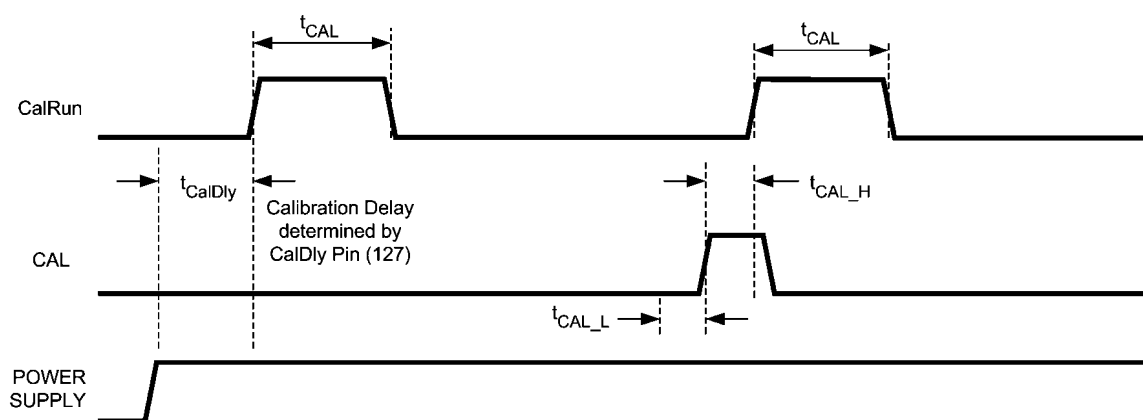 tCAL
tCAL
CalRun
tCalDly
tCAL_H
Calibration Delay
determined by
CalDly Pin (127)
CAL
tCAL_L
POWER
SUPPLY